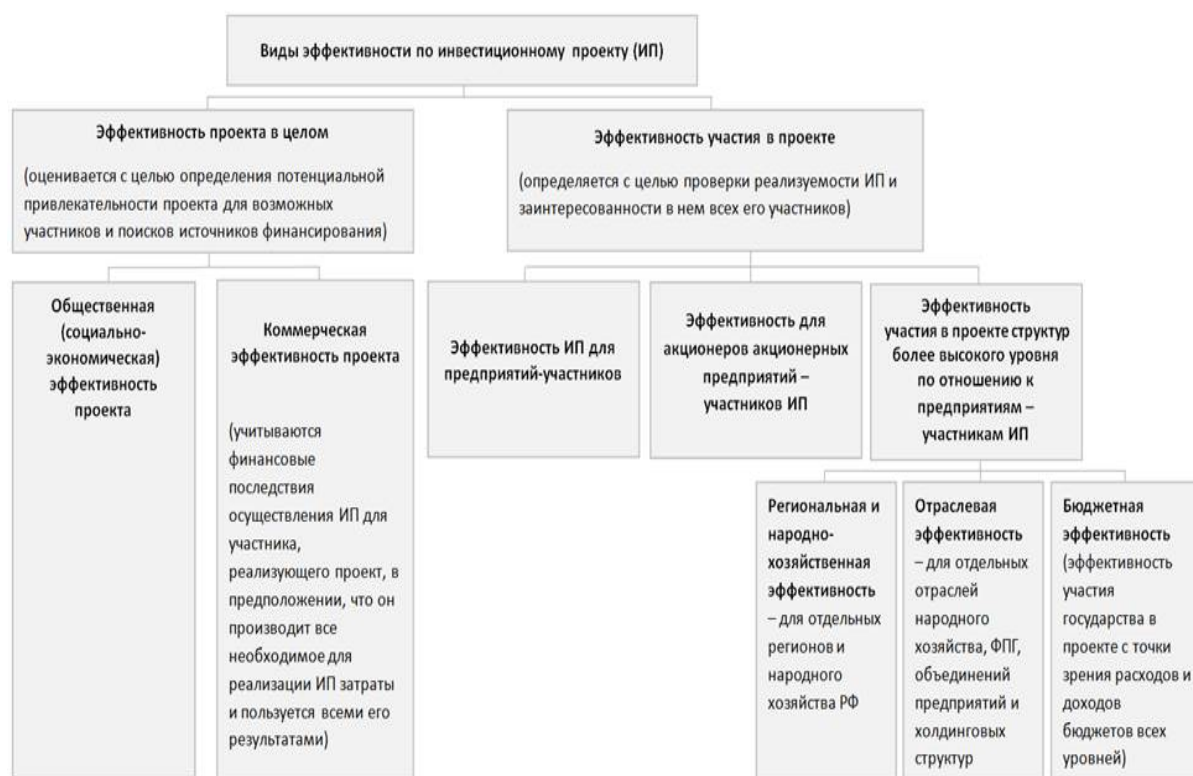 Виды эффективности по инвестиционному проекту (ИП)
Эффективность проекта в целом
(оценивается с целью определения потенциальной
привлекательности проекта для возможных
участников и поисков источников финансирования)
Эффективность участия в проекте
(определяется с целью проверки реализуемости ИП и
заинтересованности в нем всех его участников)
Общественная
(социально-
экономическая)
эффективность
проекта
Коммерческая
эффективность проекта
(учитываются
финансовые
последствия
осуществления ИП для
участника,
реализующего проект, в
предположении, что он
производит все
необходимое для
реализации ИП затраты
и пользуется всеми его
результатами)
Эффективность ИП для
предприятий-участников
Эффективность для
акционеров акционерных
предприятий –
участников ИП
Эффективность
участия в проекте структур
более высокого уровня
по отношению к
предприятиям –
участникам ИП
Региональная и
народно-
хозяйственная
эффективность
– для отдельных
регионов и
народного
хозяйства РФ
Отраслевая
эффективность
– для отдельных
отраслей
народного
хозяйства, ФПГ,
объединений
предприятий и
холдинговых
структур
Бюджетная
эффективность
(эффективность
участия
государства в
проекте с точки
зрения расходов и
доходов
бюджетов всех
уровней)